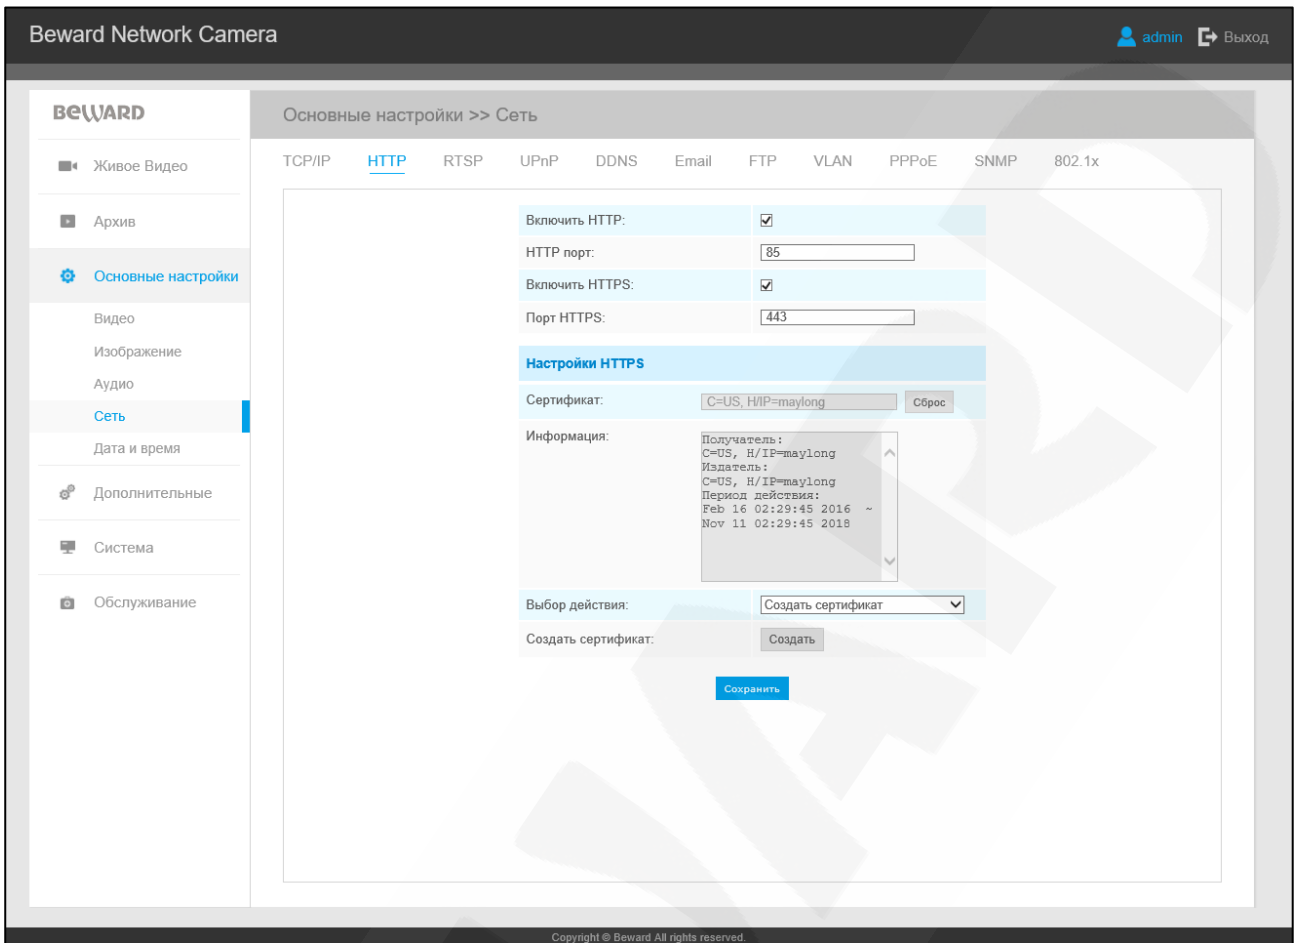 Beward Network Camera
admin Выход
BEWARD
Основные настройки >> Сеть
Живое Видео
Архив
Основные настройки
Видео
Изображение
Аудио
Сеть
Дата и время
Дополнительные
Система
Обслуживание
TCP/IP HTTP RTSP UPnP DDNS Email FTP VLAN PPPoE SNMP 802.1x
Включить HTTP:
HTTP порт: 85
Включить HTTPS:
Порт HTTPS: 443
Настройки HTTPS
Сертификат: C=US, H/IP=maylong Сброс
Информация:
Получатель:
C=US, H/IP=maylong
Издатель:
C=US, H/IP=maylong
Период действия:
Feb 16 02:29:45 2016 ~
Nov 11 02:29:45 2018
Выбор действия: Создать сертификат
Создать сертификат: Создать
Сохранить
Copyright © Beward All rights reserved.